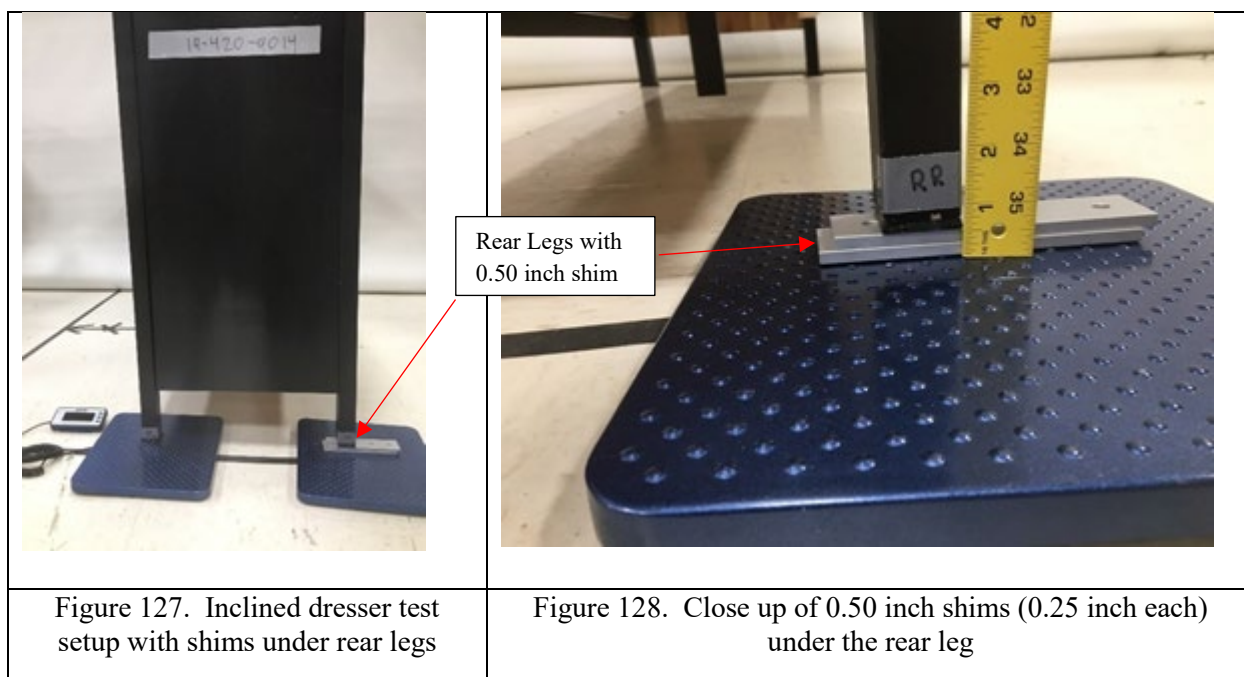 19-420-0014
Rear Legs with
0.50 inch shim
RR
4
3
2
1
2
33
34
35
Figure 127.  Inclined dresser test
setup with shims under rear legs
Figure 128.  Close up of 0.50 inch shims (0.25 inch each)
under the rear leg